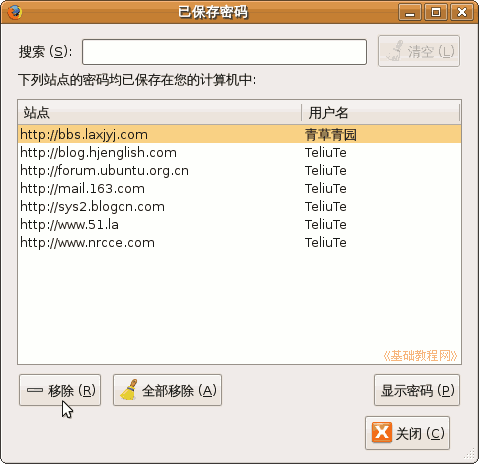 已保存密码
搜索 (S): 清空 (L)
下列站点的密码均已保存在您的计算机中:
站点 用户名
http://bbs.laxjyj.com 青草青园
http://blog.hjenglish.com TeliuTe
http://forum.ubuntu.org.cn TeliuTe
http://mail.163.com TeliuTe
http://sys2.blogcn.com TeliuTe
http://www.51.la TeliuTe
http://www.nrcce.com TeliuTe
《基础教程网》
移除 (R) 全部移除 (A) 显示密码 (P)
关闭 (C)